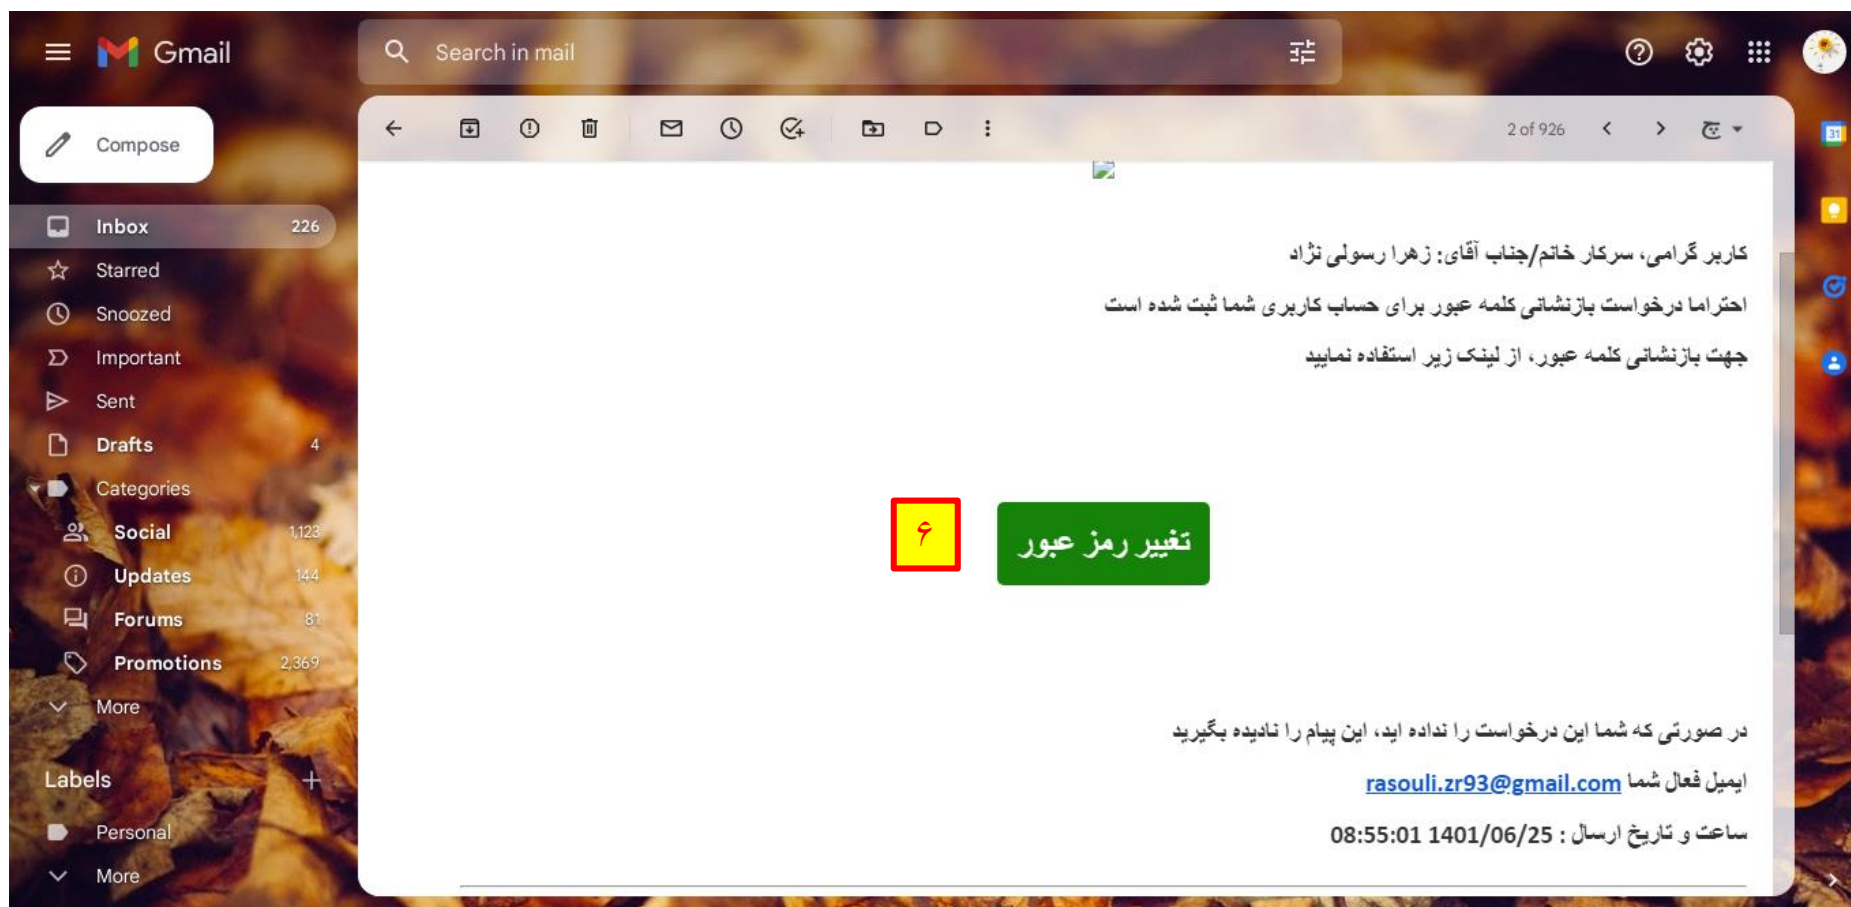 Gmail
Search in mail
Compose
2 of 926
31
Inbox 226
Starred
Snoozed
Important
Sent
Drafts 4
Categories
Social 1,123
Updates 144
Forums 81
Promotions 2,369
More
Labels
Personal
More
کاربر گرامی، سرکار خانم/جناب آقای: زهرا رسولی نژاد
احتراما درخواست بازنشانی کلمه عبور برای حساب کاربری شما ثبت شده است
جهت بازنشانی کلمه عبور، از لینک زیر استفاده نمایید
تغییر رمز عبور
۶
در صورتی که شما این درخواست را نداده اید، این پیام را نادیده بگیرید
ایمیل فعال شما rasouli.zr93@gmail.com
ساعت و تاریخ ارسال : 1401/06/25 08:55:01